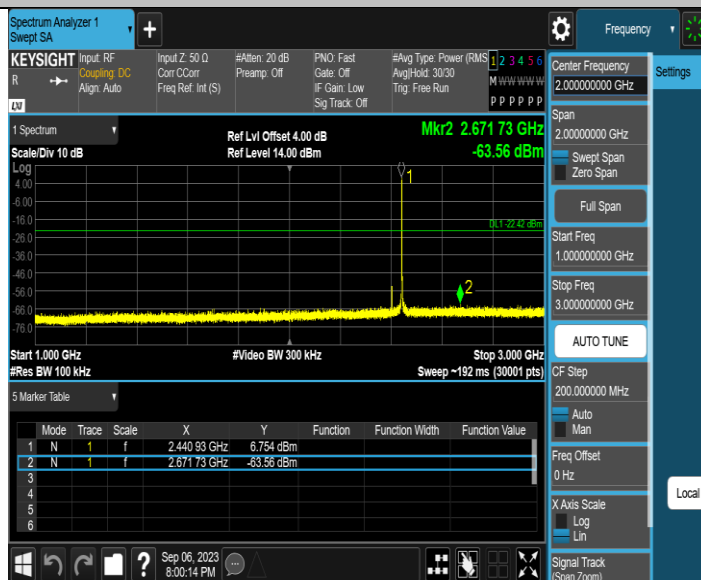 Spectrum Analyzer 1
Swept SA
+
Frequency
KEYSIGHT
R
LXI
Input: RF
Coupling: DC
Align: Auto
Input Z: 50 Ω
Corr CCorr
Freq Ref: Int (S)
#Atten: 20 dB
Preamp: Off
PNO: Fast
Gate: Off
IF Gain: Low
Sig Track: Off
#Avg Type: Power (RMS
Avg|Hold: 30/30
Trig: Free Run
1 2 3 4 5 6
M W W W W W
P P P P P P
1 Spectrum
Scale/Div 10 dB
Ref Lvl Offset 4.00 dB
Ref Level 14.00 dBm
Mkr2 2.671 73 GHz
-63.56 dBm
Log
4.00
-6.00
-16.0
-26.0
-36.0
-46.0
-56.0
-66.0
-76.0
1
DL1 -22.42 dBm
2
Start 1.000 GHz
#Video BW 300 kHz
Stop 3.000 GHz
#Res BW 100 kHz
Sweep ~192 ms (30001 pts)
5 Marker Table
Mode Trace Scale X Y Function Function Width Function Value
1 N 1 f 2.440 93 GHz 6.754 dBm
2 N 1 f 2.671 73 GHz -63.56 dBm
3
4
5
6
?
Sep 06, 2023
8:00:14 PM
Center Frequency
2.000000000 GHz
Settings
Span
2.00000000 GHz
Swept Span
Zero Span
Full Span
Start Freq
1.000000000 GHz
Stop Freq
3.000000000 GHz
AUTO TUNE
CF Step
200.000000 MHz
Auto
Man
Freq Offset
0 Hz
Local
X Axis Scale
Log
Lin
Signal Track
(Span Zoom)